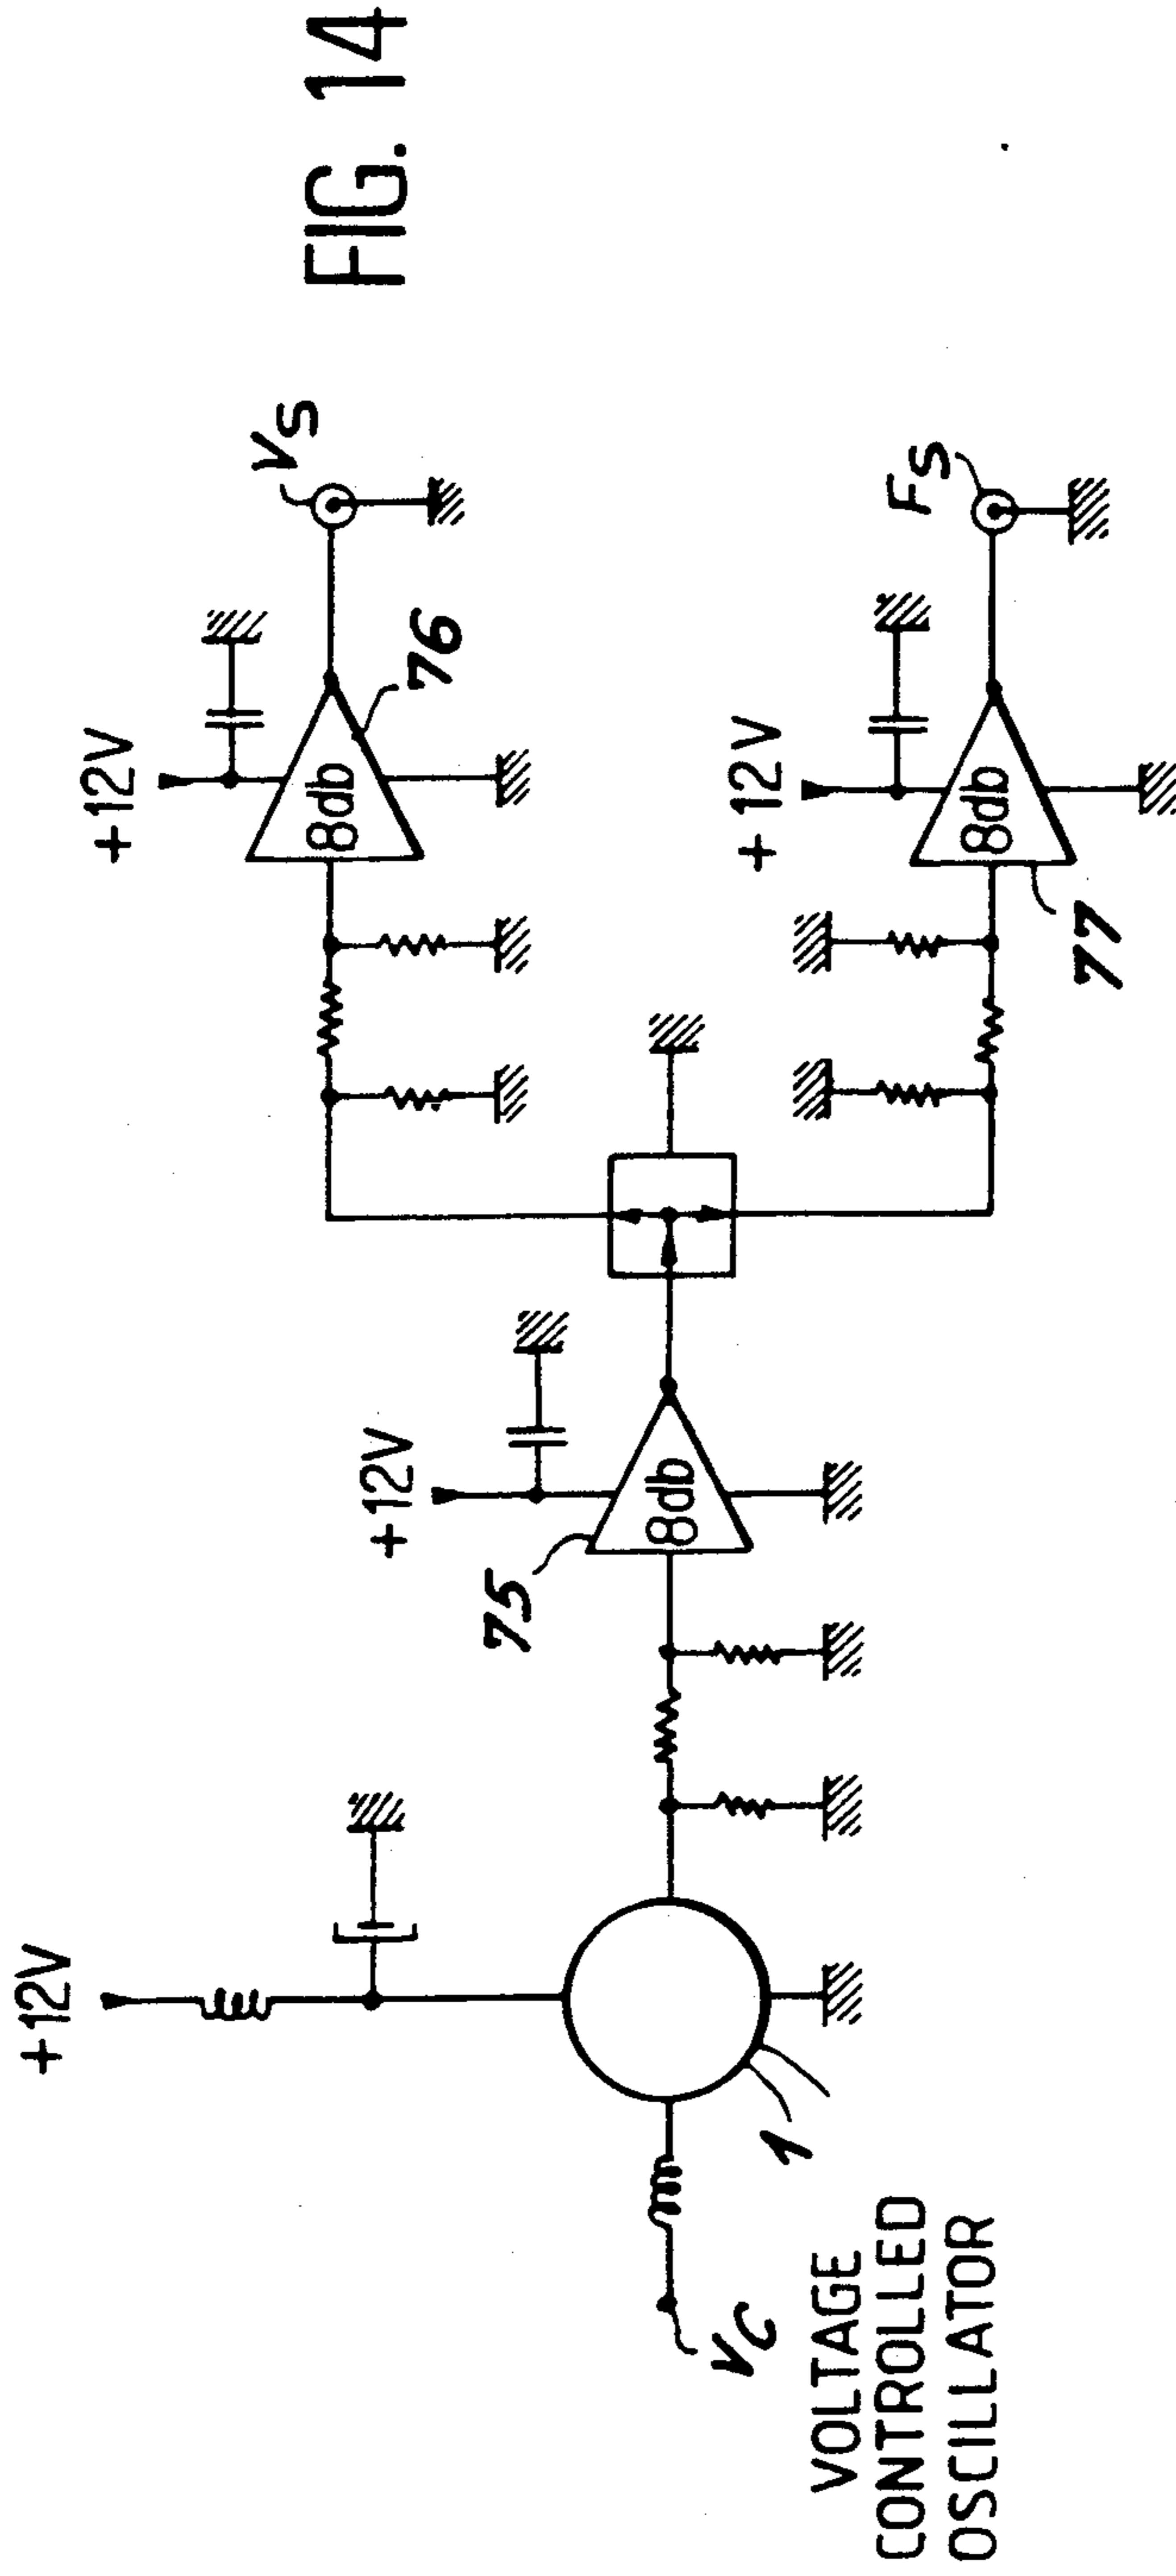 FIG. 14
+12V
+12V
+12V
+12V
VS
FS
8db
8db
8db
75
76
77
1
VC
VOLTAGE
CONTROLLED
OSCILLATOR